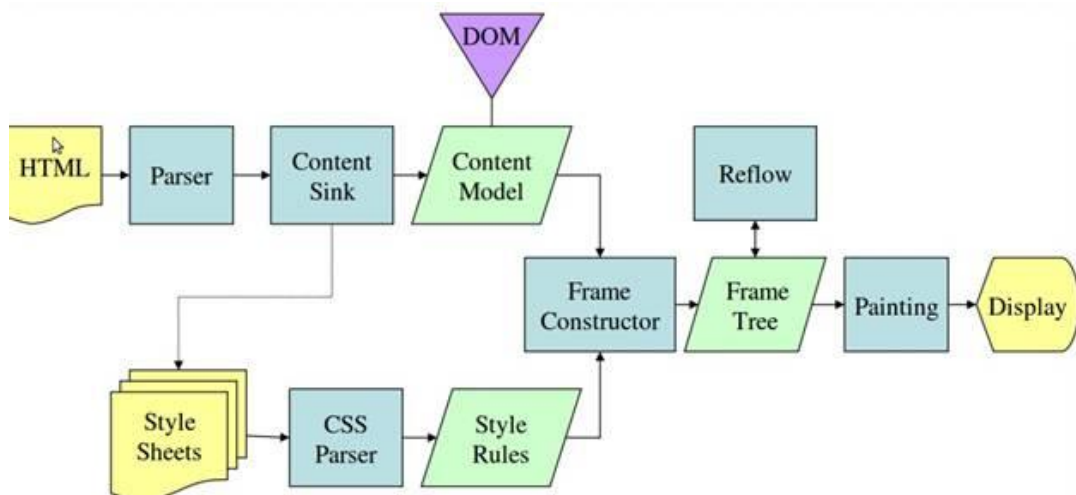 DOM
HTML
Parser
Content
Sink
Content
Model
Reflow
Frame
Constructor
Frame
Tree
Painting
Display
Style
Sheets
CSS
Parser
Style
Rules